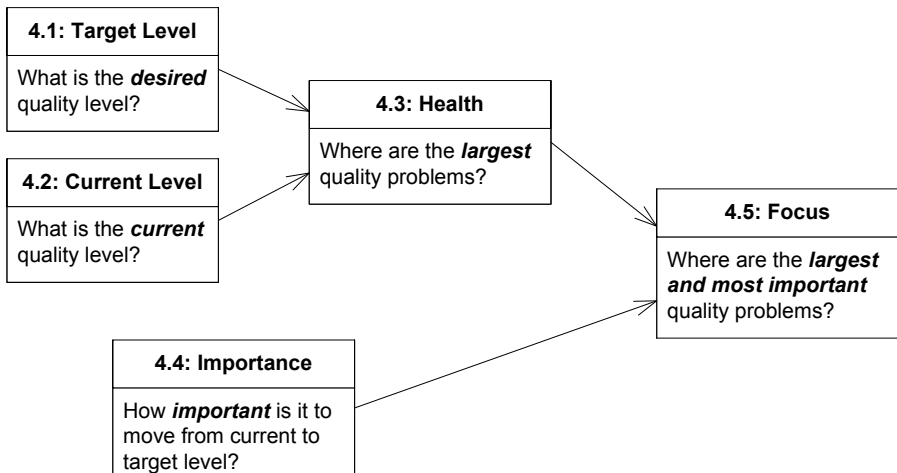 4.1: Target Level
What is the desired
quality level?
4.2: Current Level
What is the current
quality level?
4.3: Health
Where are the largest
quality problems?
4.4: Importance
How important is it to
move from current to
target level?
4.5: Focus
Where are the largest
and most important
quality problems?